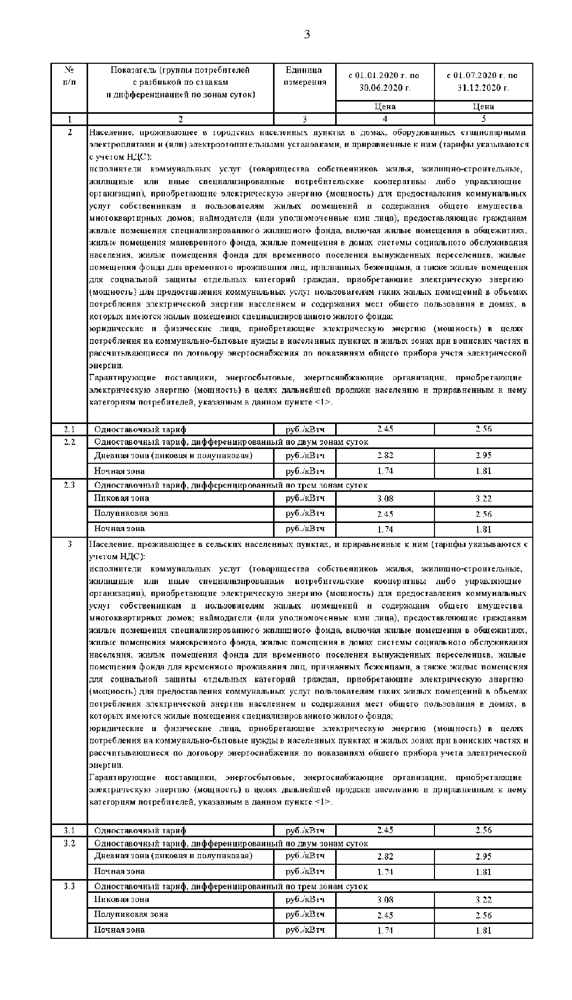 3
№ п/п
Показатель (группы потребителей с разбивкой по ставкам и дифференциацией по зонам суток)
Единица измерения
с 01.01.2020 г. по 30.06.2020 г.
с 01.07.2020 г. по 31.12.2020 г.
Цена Цена
1 2 3 4 5
2 Население, проживающее в городских населенных пунктах в домах, оборудованных стационарными
электроплитами и (или) электроотопительными установками, и приравненные к ним (тарифы указываются
с учетом НДС):
исполнители коммунальных услуг (товарищества собственников жилья, жилищно-строительные,
жилищные или иные специализированные потребительские кооперативы либо управляющие
организации), приобретающие электрическую энергию (мощность) для предоставления коммунальных
услуг собственникам и пользователям жилых помещений и содержания общего имущества
многоквартирных домов; наймодатели (или уполномоченные ими лица), предоставляющие гражданам
жилые помещения специализированного жилищного фонда, включая жилые помещения в общежитиях,
жилые помещения маневренного фонда, жилые помещения в домах системы социального обслуживания
населения, жилые помещения фонда для временного поселения вынужденных переселенцев, жилые
помещения фонда для временного проживания лиц, признанных беженцами, а также жилые помещения
для социальной защиты отдельных категорий граждан, приобретающие электрическую энергию
(мощность) для предоставления коммунальных услуг пользователям таких жилых помещений в объемах
потребления электрической энергии населением и содержания мест общего пользования в домах, в
которых имеются жилые помещения специализированного жилого фонда;
юридические и физические лица, приобретающие электрическую энергию (мощность) в целях
потребления на коммунально-бытовые нужды в населенных пунктах и жилых зонах при воинских частях и
рассчитывающиеся по договору энергоснабжения по показаниям общего прибора учета электрической
энергии.
Гарантирующие поставщики, энергосбытовые, энергоснабжающие организации, приобретающие
электрическую энергию (мощность) в целях дальнейшей продажи населению и приравненным к нему
категориям потребителей, указанным в данном пункте <1>.
2.1 Одноставочный тариф руб./кВтч 2.45 2.56
2.2 Одноставочный тариф, дифференцированный по двум зонам суток
Дневная зона (пиковая и полупиковая) руб./кВтч 2.82 2.95
Ночная зона руб./кВтч 1.74 1.81
2.3 Одноставочный тариф, дифференцированный по трем зонам суток
Пиковая зона руб./кВтч 3.08 3.22
Полупиковая зона руб./кВтч 2.45 2.56
Ночная зона руб./кВтч 1.74 1.81
3 Население, проживающее в сельских населенных пунктах, и приравненные к ним (тарифы указываются с
учетом НДС):
исполнители коммунальных услуг (товарищества собственников жилья, жилищно-строительные,
жилищные или иные специализированные потребительские кооперативы либо управляющие
организации), приобретающие электрическую энергию (мощность) для предоставления коммунальных
услуг собственникам и пользователям жилых помещений и содержания общего имущества
многоквартирных домов; наймодатели (или уполномоченные ими лица), предоставляющие гражданам
жилые помещения специализированного жилищного фонда, включая жилые помещения в общежитиях,
жилые помещения маневренного фонда, жилые помещения в домах системы социального обслуживания
населения, жилые помещения фонда для временного поселения вынужденных переселенцев, жилые
помещения фонда для временного проживания лиц, признанных беженцами, а также жилые помещения
для социальной защиты отдельных категорий граждан, приобретающие электрическую энергию
(мощность) для предоставления коммунальных услуг пользователям таких жилых помещений в объемах
потребления электрической энергии населением и содержания мест общего пользования в домах, в
которых имеются жилые помещения специализированного жилого фонда;
юридические и физические лица, приобретающие электрическую энергию (мощность) в целях
потребления на коммунально-бытовые нужды в населенных пунктах и жилых зонах при воинских частях и
рассчитывающиеся по договору энергоснабжения по показаниям общего прибора учета электрической
энергии.
Гарантирующие поставщики, энергосбытовые, энергоснабжающие организации, приобретающие
электрическую энергию (мощность) в целях дальнейшей продажи населению и приравненным к нему
категориям потребителей, указанным в данном пункте <1>.
3.1 Одноставочный тариф руб./кВтч 2.45 2.56
3.2 Одноставочный тариф, дифференцированный по двум зонам суток
Дневная зона (пиковая и полупиковая) руб./кВтч 2.82 2.95
Ночная зона руб./кВтч 1.74 1.81
3.3 Одноставочный тариф, дифференцированный по трем зонам суток
Пиковая зона руб./кВтч 3.08 3.22
Полупиковая зона руб./кВтч 2.45 2.56
Ночная зона руб./кВтч 1.74 1.81